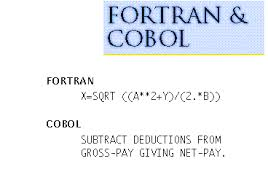 FORTRAN &
COBOL
FORTRAN
X=SQRT ((A**2+Y)/(2.*B))
COBOL
SUBTRACT DEDUCTIONS FROM
GROSS-PAY GIVING NET-PAY.